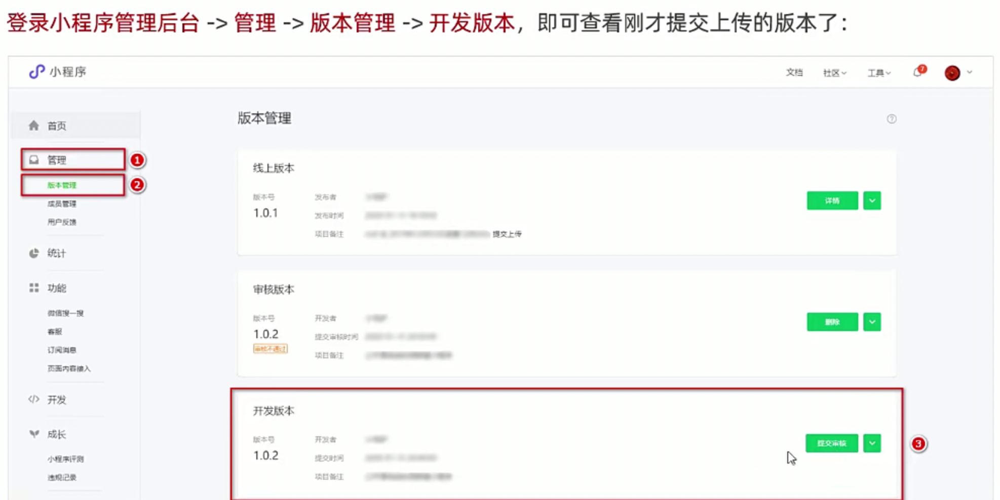 登录小程序管理后台 -> 管理 -> 版本管理 -> 开发版本，即可查看刚才提交上传的版本了：
小程序
文档
社区
工具
7
首页
管理
1
版本管理
2
成员管理
用户反馈
统计
功能
微信搜一搜
客服
订阅消息
页面内容接入
开发
成长
小程序评测
违规记录
版本管理
?
线上版本
版本号 发布者
1.0.1
发布时间
项目备注 提交上传
详情
审核版本
版本号 开发者
1.0.2
提交审核时间
审核不通过
项目备注
删除
开发版本
版本号 开发者
1.0.2
提交时间
项目备注
提交审核
3